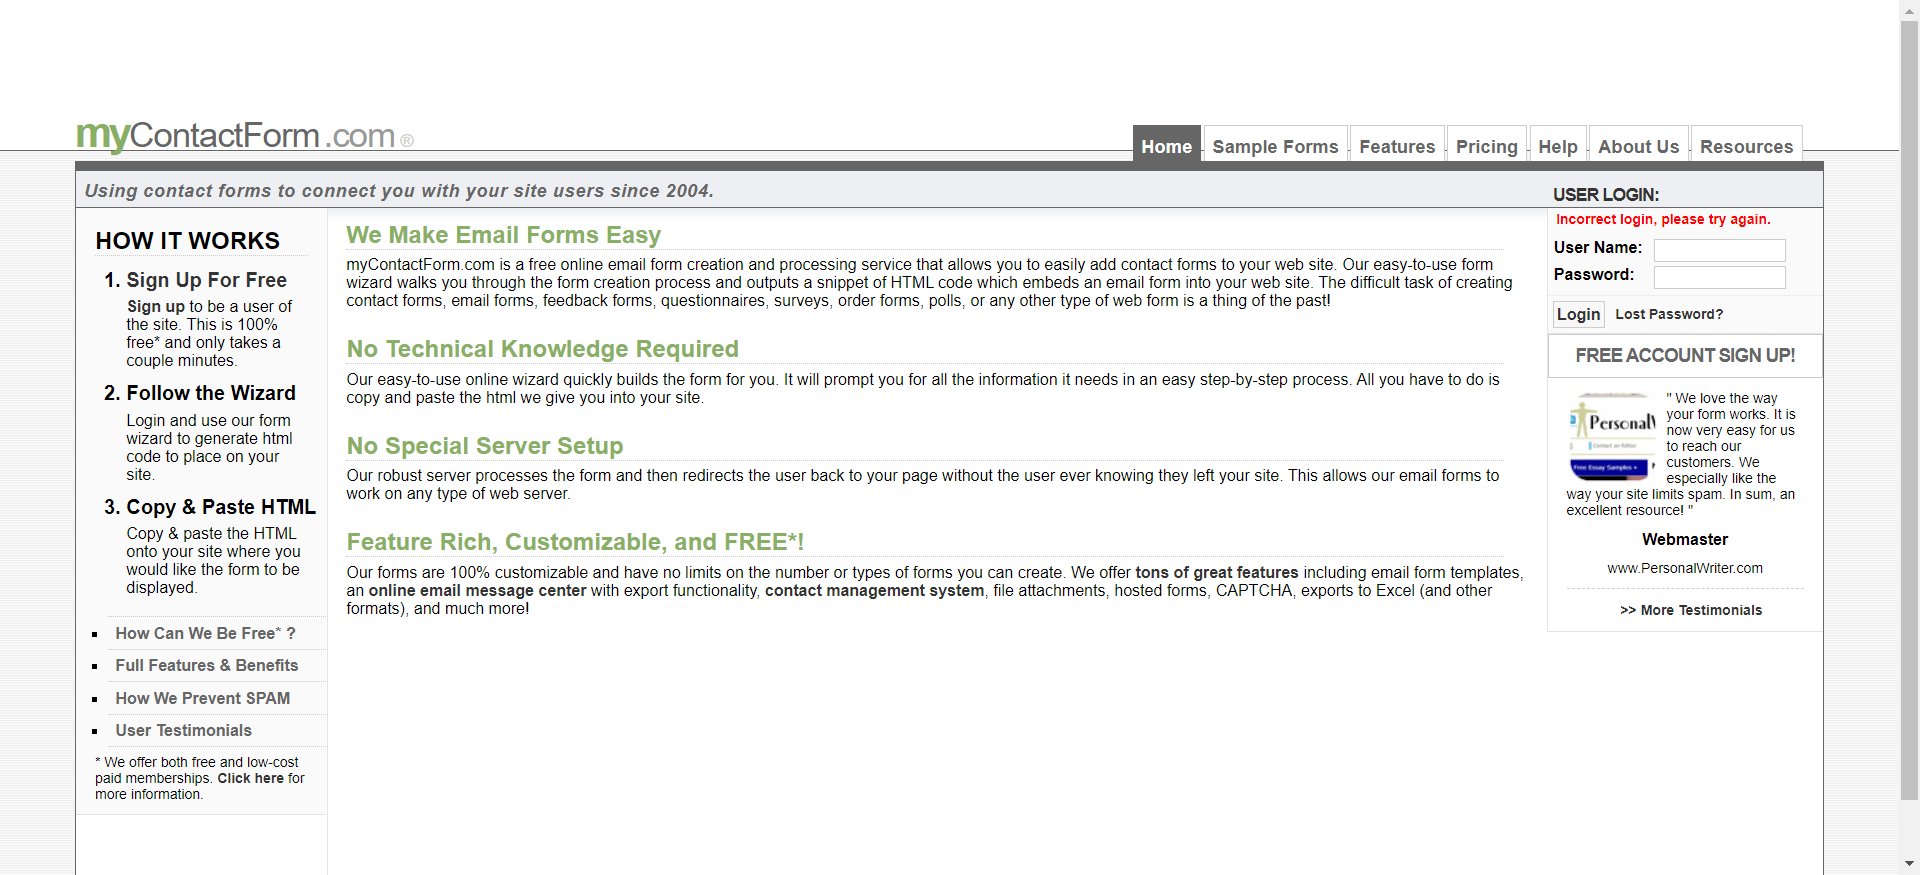 myContactForm.com ®
Home
Sample Forms
Features
Pricing
Help
About Us
Resources
Using contact forms to connect you with your site users since 2004.
USER LOGIN:
Incorrect login, please try again.
User Name:
Password:
Login
Lost Password?
FREE ACCOUNT SIGN UP!
HOW IT WORKS
1. Sign Up For Free
Sign up to be a user of
the site. This is 100%
free* and only takes a
couple minutes.
2. Follow the Wizard
Login and use our form
wizard to generate html
code to place on your
site.
3. Copy & Paste HTML
Copy & paste the HTML
onto your site where you
would like the form to be
displayed.
How Can We Be Free* ?
Full Features & Benefits
How We Prevent SPAM
User Testimonials
* We offer both free and low-cost
paid memberships. Click here for
more information.
We Make Email Forms Easy
myContactForm.com is a free online email form creation and processing service that allows you to easily add contact forms to your web site. Our easy-to-use form
wizard walks you through the form creation process and outputs a snippet of HTML code which embeds an email form into your web site. The difficult task of creating
contact forms, email forms, feedback forms, questionnaires, surveys, order forms, polls, or any other type of web form is a thing of the past!
No Technical Knowledge Required
Our easy-to-use online wizard quickly builds the form for you. It will prompt you for all the information it needs in an easy step-by-step process. All you have to do is
copy and paste the html we give you into your site.
No Special Server Setup
Our robust server processes the form and then redirects the user back to your page without the user ever knowing they left your site. This allows our email forms to
work on any type of web server.
Feature Rich, Customizable, and FREE*!
Our forms are 100% customizable and have no limits on the number or types of forms you can create. We offer tons of great features including email form templates,
an online email message center with export functionality, contact management system, file attachments, hosted forms, CAPTCHA, exports to Excel (and other
formats), and much more!
Personal
Contact an Editor
Free Essay Samples »
" We love the way
your form works. It is
now very easy for us
to reach our
customers. We
especially like the
way your site limits spam. In sum, an
excellent resource! "
Webmaster
www.PersonalWriter.com
>> More Testimonials